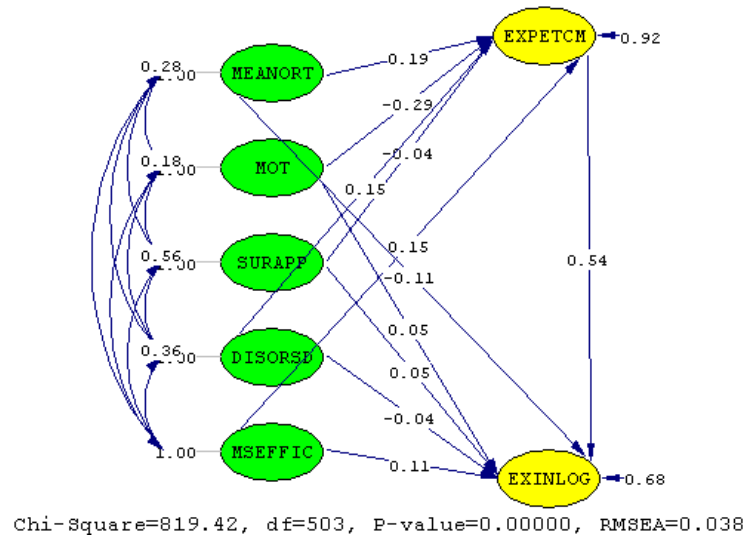 EXPETCM
0.92
0.28
1.00
MEANORT
0.19
-0.29
0.18
1.00
MOT
-0.04
0.15
0.15
0.56
1.00
SURAPP
-0.11
0.54
0.05
0.36
1.00
DISORSD
0.05
-0.04
1.00
MSEFFIC
0.11
EXINLOG
0.68
Chi-Square=819.42, df=503, P-value=0.00000, RMSEA=0.038